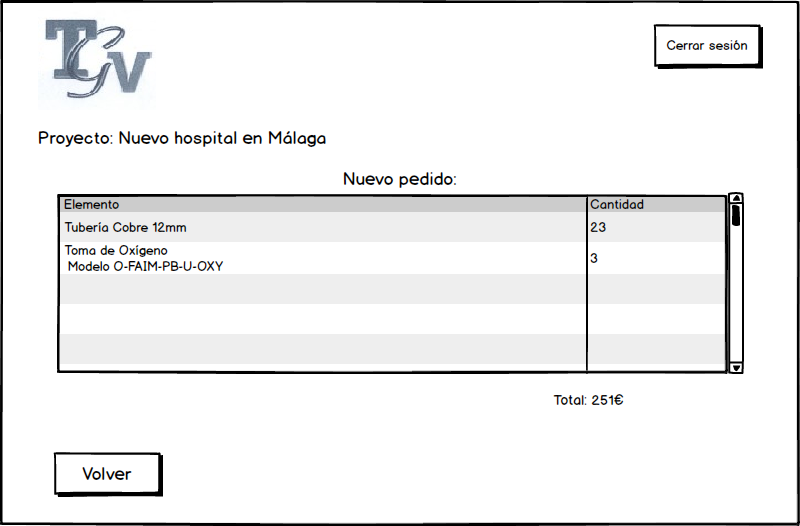 TGV
Cerrar sesión
Proyecto: Nuevo hospital en Málaga
Nuevo pedido:
Elemento Cantidad
Tubería Cobre 12mm 23
Toma de Oxígeno
Modelo O-FAIM-PB-U-OXY 3
Total: 251€
Volver